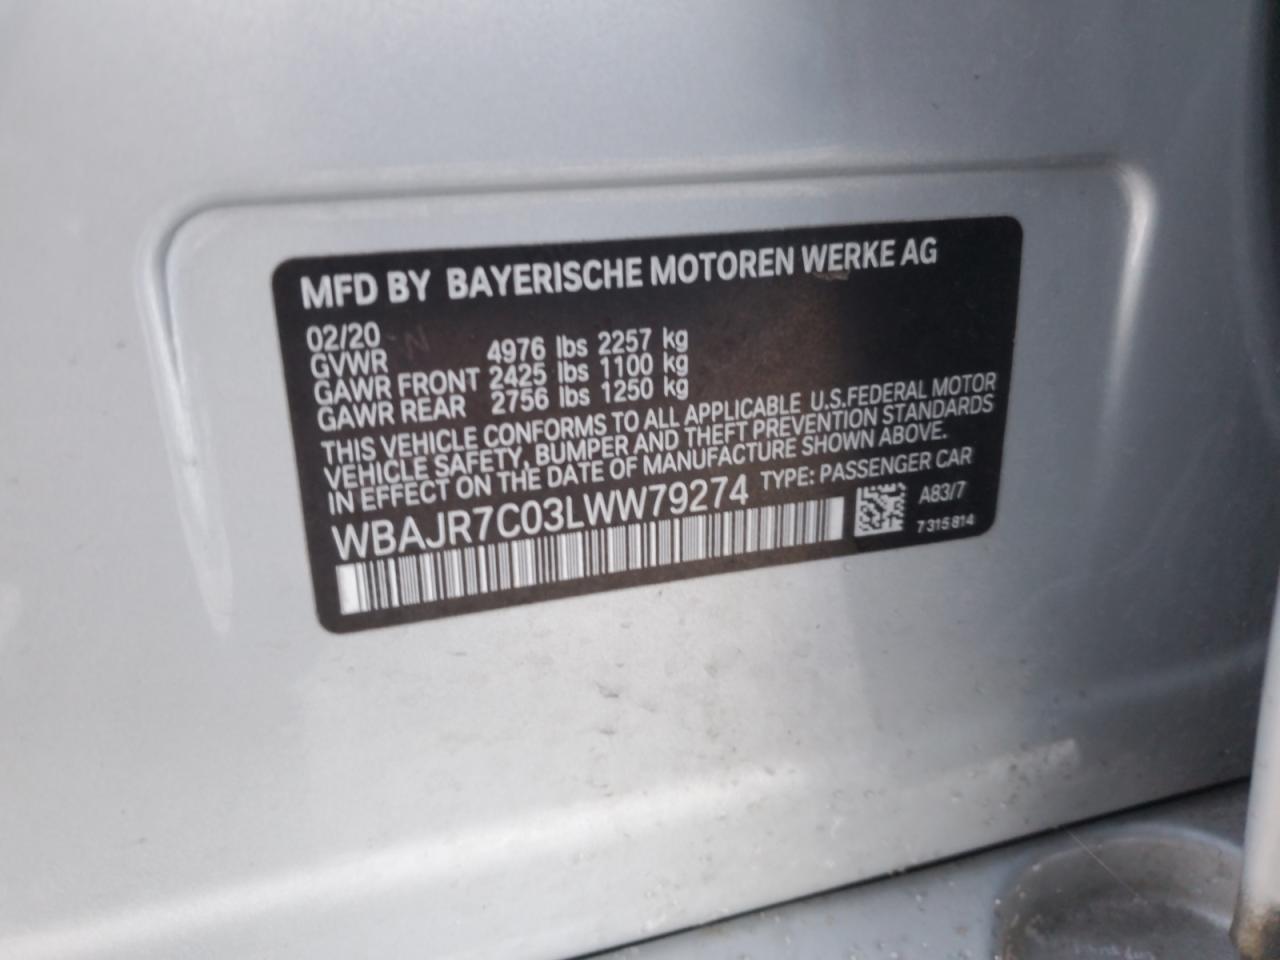 MFD BY BAYERISCHE MOTOREN WERKE AG
02/20
GVWR 4976 lbs 2257 kg
GAWR FRONT 2425 lbs 1100 kg
GAWR REAR 2756 lbs 1250 kg
THIS VEHICLE CONFORMS TO ALL APPLICABLE U.S.FEDERAL MOTOR
VEHICLE SAFETY, BUMPER AND THEFT PREVENTION STANDARDS
IN EFFECT ON THE DATE OF MANUFACTURE SHOWN ABOVE.
WBAJR7C03LWW79274 TYPE: PASSENGER CAR
A83/7
7315814